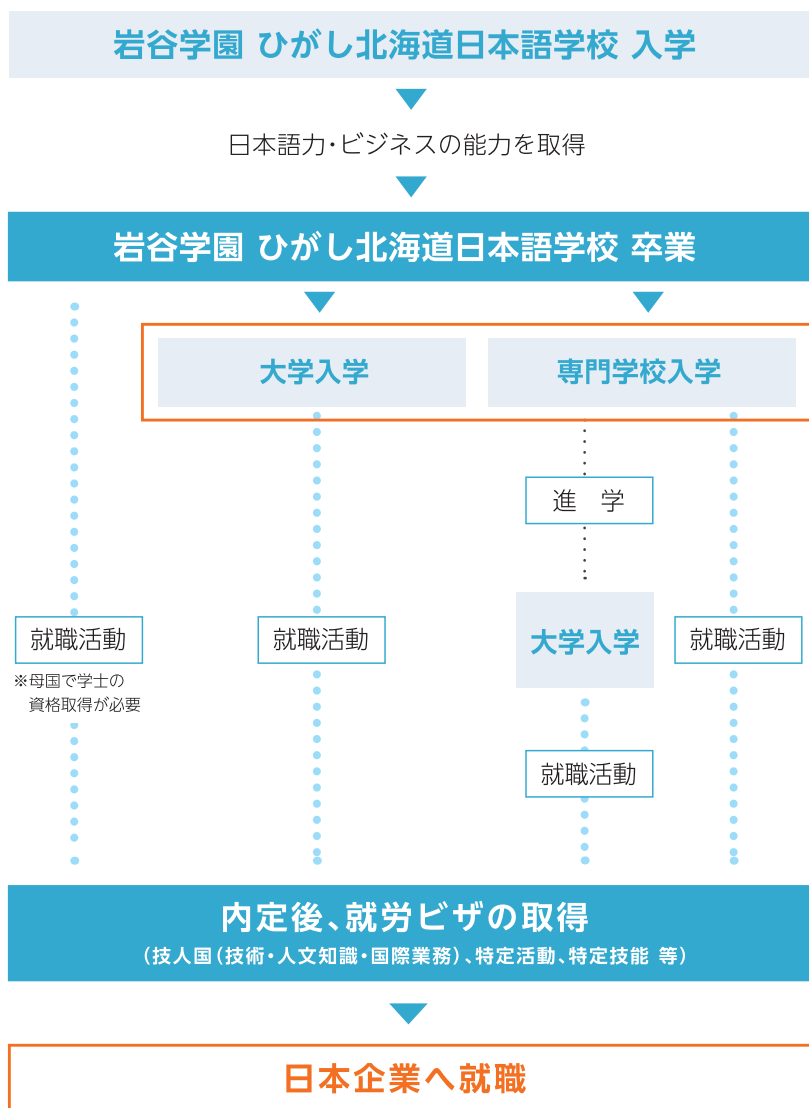 岩谷学園 ひがし北海道日本語学校 入学
日本語力・ビジネスの能力を取得
岩谷学園 ひがし北海道日本語学校 卒業
大学入学
専門学校入学
進　学
大学入学
就職活動
就職活動
就職活動
※母国で学士の
資格取得が必要
就職活動
内定後、就労ビザの取得
（技人国（技術・人文知識・国際業務）、特定活動、特定技能 等）
日本企業へ就職